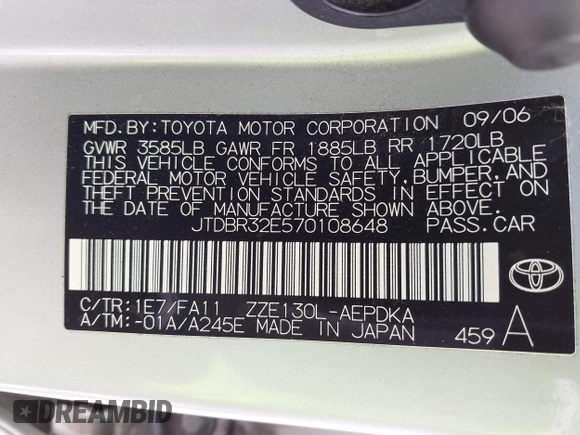 MFD.BY:TOYOTA MOTOR CORPORATION 09/06
GVWR 3585LB GAWR FR 1885LB RR 1720LB
THIS VEHICLE CONFORMS TO ALL APPLICABLE
FEDERAL MOTOR VEHICLE SAFETY, BUMPER, AND
THEFT PREVENTION STANDARDS IN EFFECT ON
THE DATE OF MANUFACTURE SHOWN ABOVE.
JTDBR32E570108648 PASS.CAR
C/TR:1E7/FA11 ZZE130L-AEPDKA
A/TM:-01A/A245E MADE IN JAPAN 459 A
DREAMBID